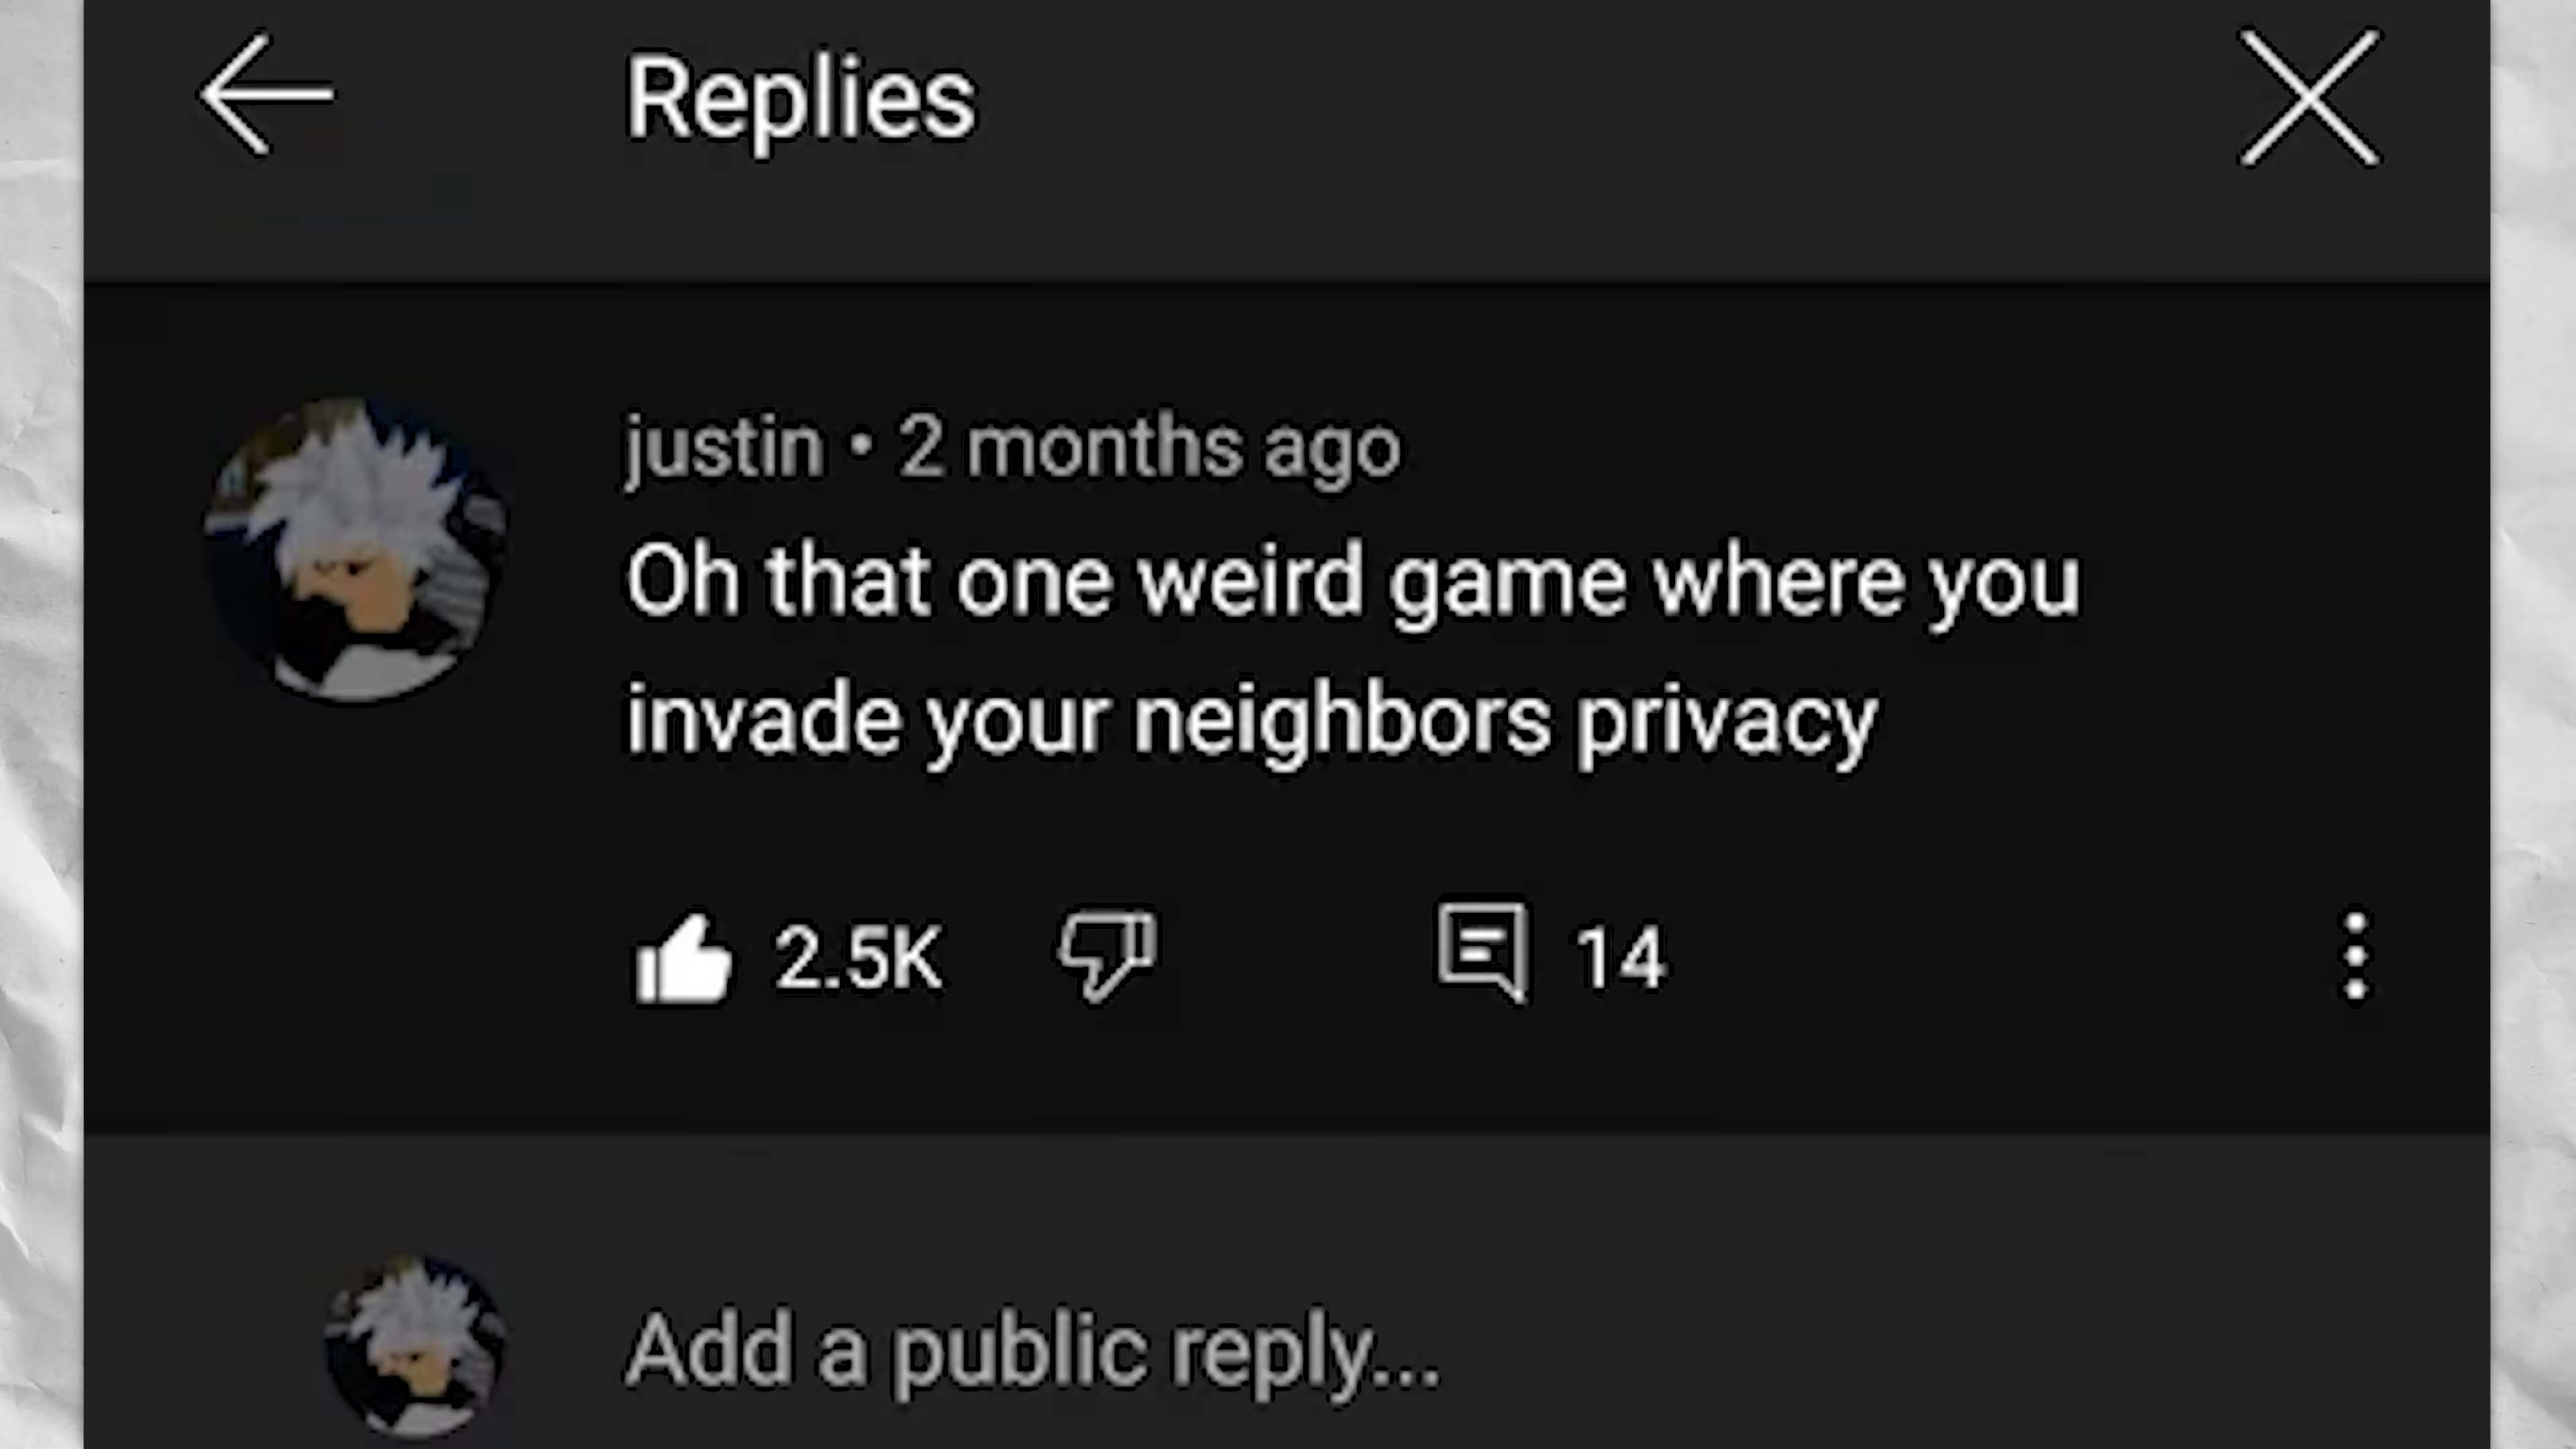 Replies
justin • 2 months ago
Oh that one weird game where you
invade your neighbors privacy
2.5K 14
Add a public reply...